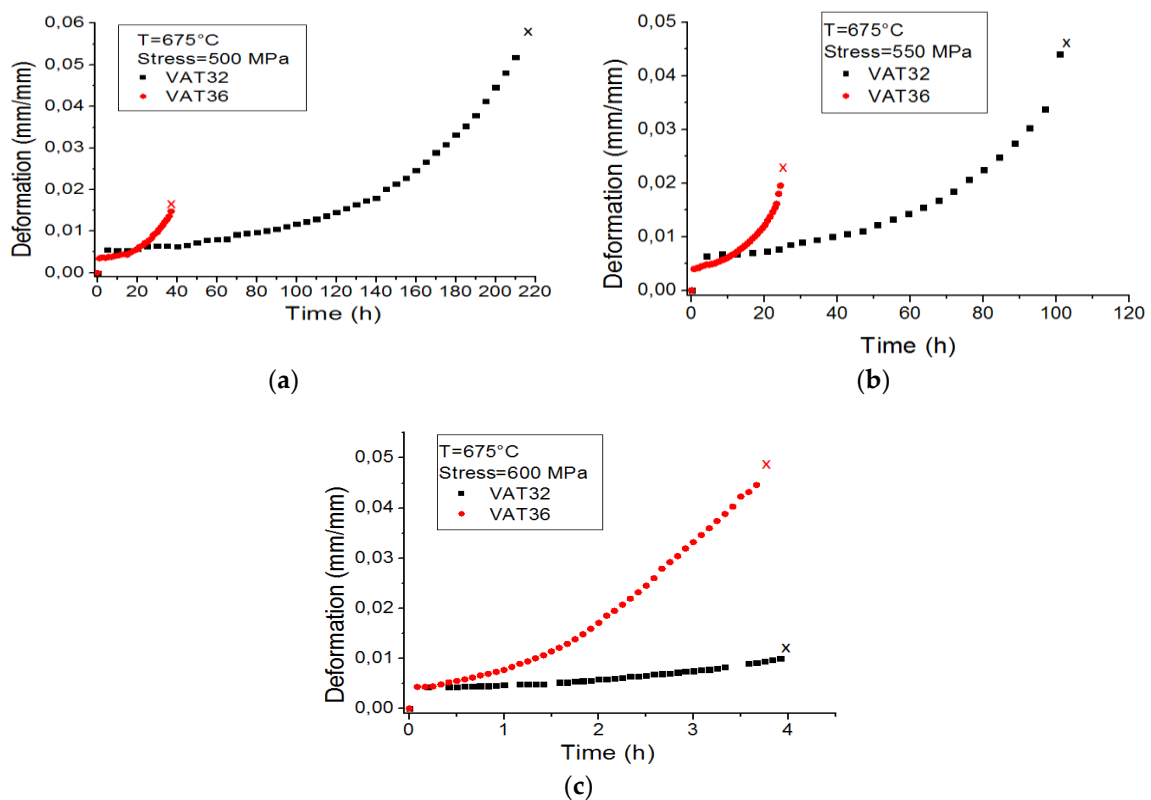 T=675°C
Stress=500 MPa
VAT32
VAT36
x
x
0,06
0,05
0,04
0,03
0,02
0,01
0,00
Deformation (mm/mm)
0 20 40 60 80 100 120 140 160 180 200 220 240
Time (h)
(a)
T=675°C
Stress=550 MPa
VAT32
VAT36
x
x
0,05
0,04
0,03
0,02
0,01
0,00
Deformation (mm/mm)
0 20 40 60 80 100 120
Time (h)
(b)
T=675°C
Stress=600 MPa
VAT32
VAT36
x
x
0,05
0,04
0,03
0,02
0,01
0,00
Deformation (mm/mm)
0 1 2 3 4
Time (h)
(c)